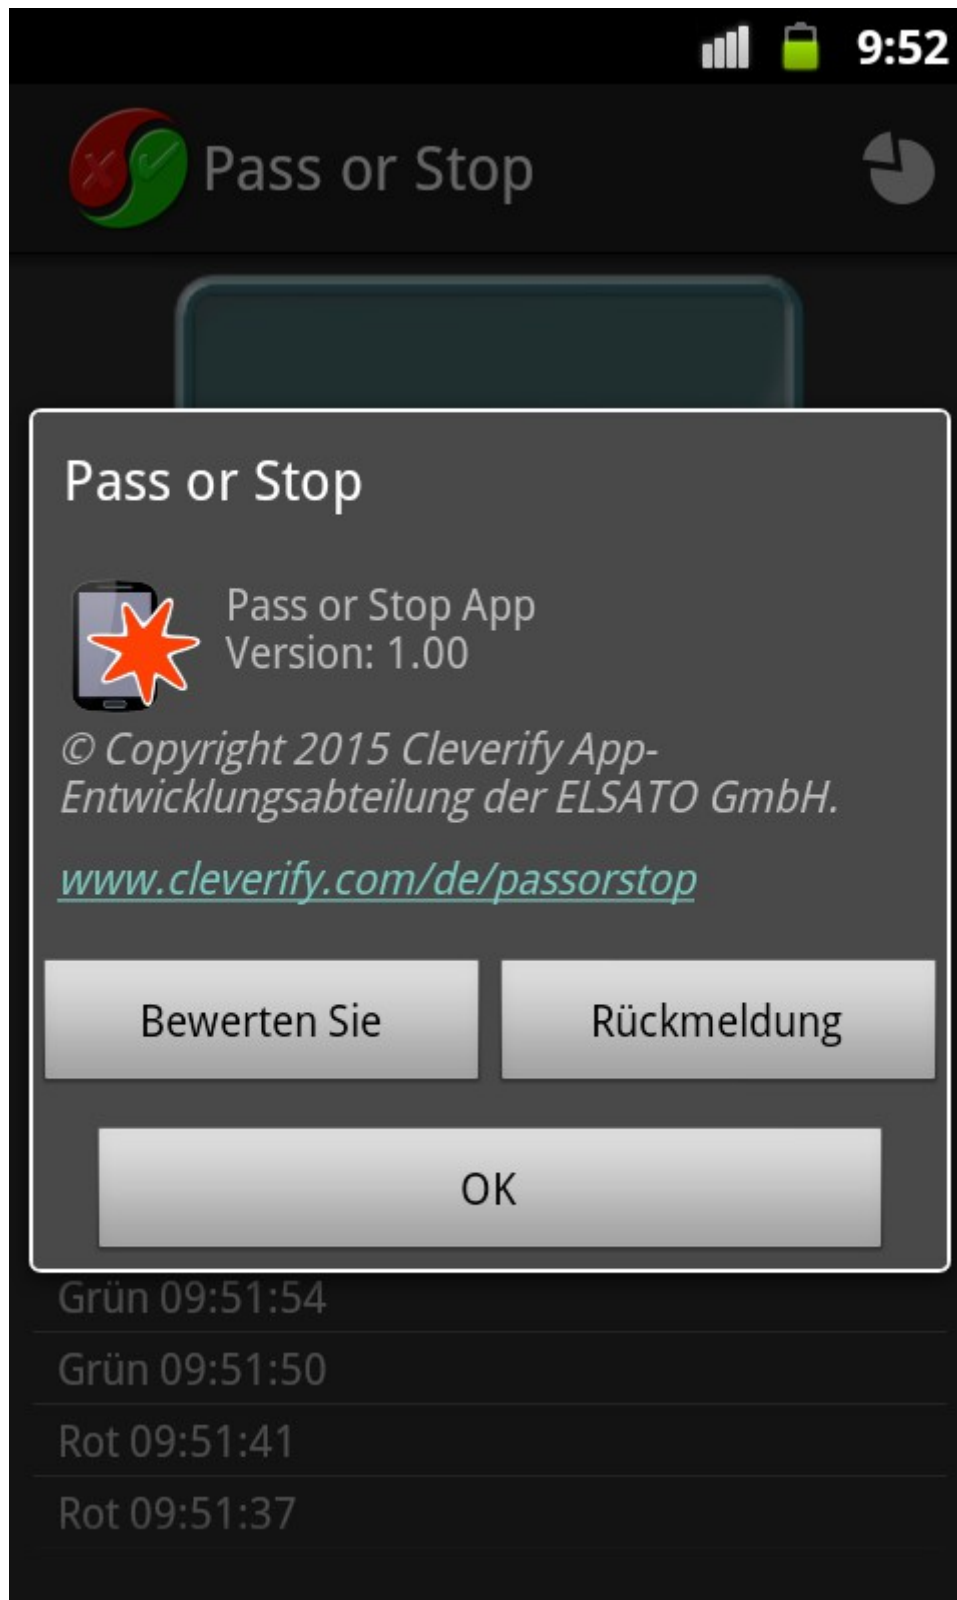 9:52
Pass or Stop
Pass or Stop
Pass or Stop App
Version: 1.00
© Copyright 2015 Cleverify App-
Entwicklungsabteilung der ELSATO GmbH.
www.cleverify.com/de/passorstop
Bewerten Sie
Rückmeldung
OK
Grün 09:51:54
Grün 09:51:50
Rot 09:51:41
Rot 09:51:37